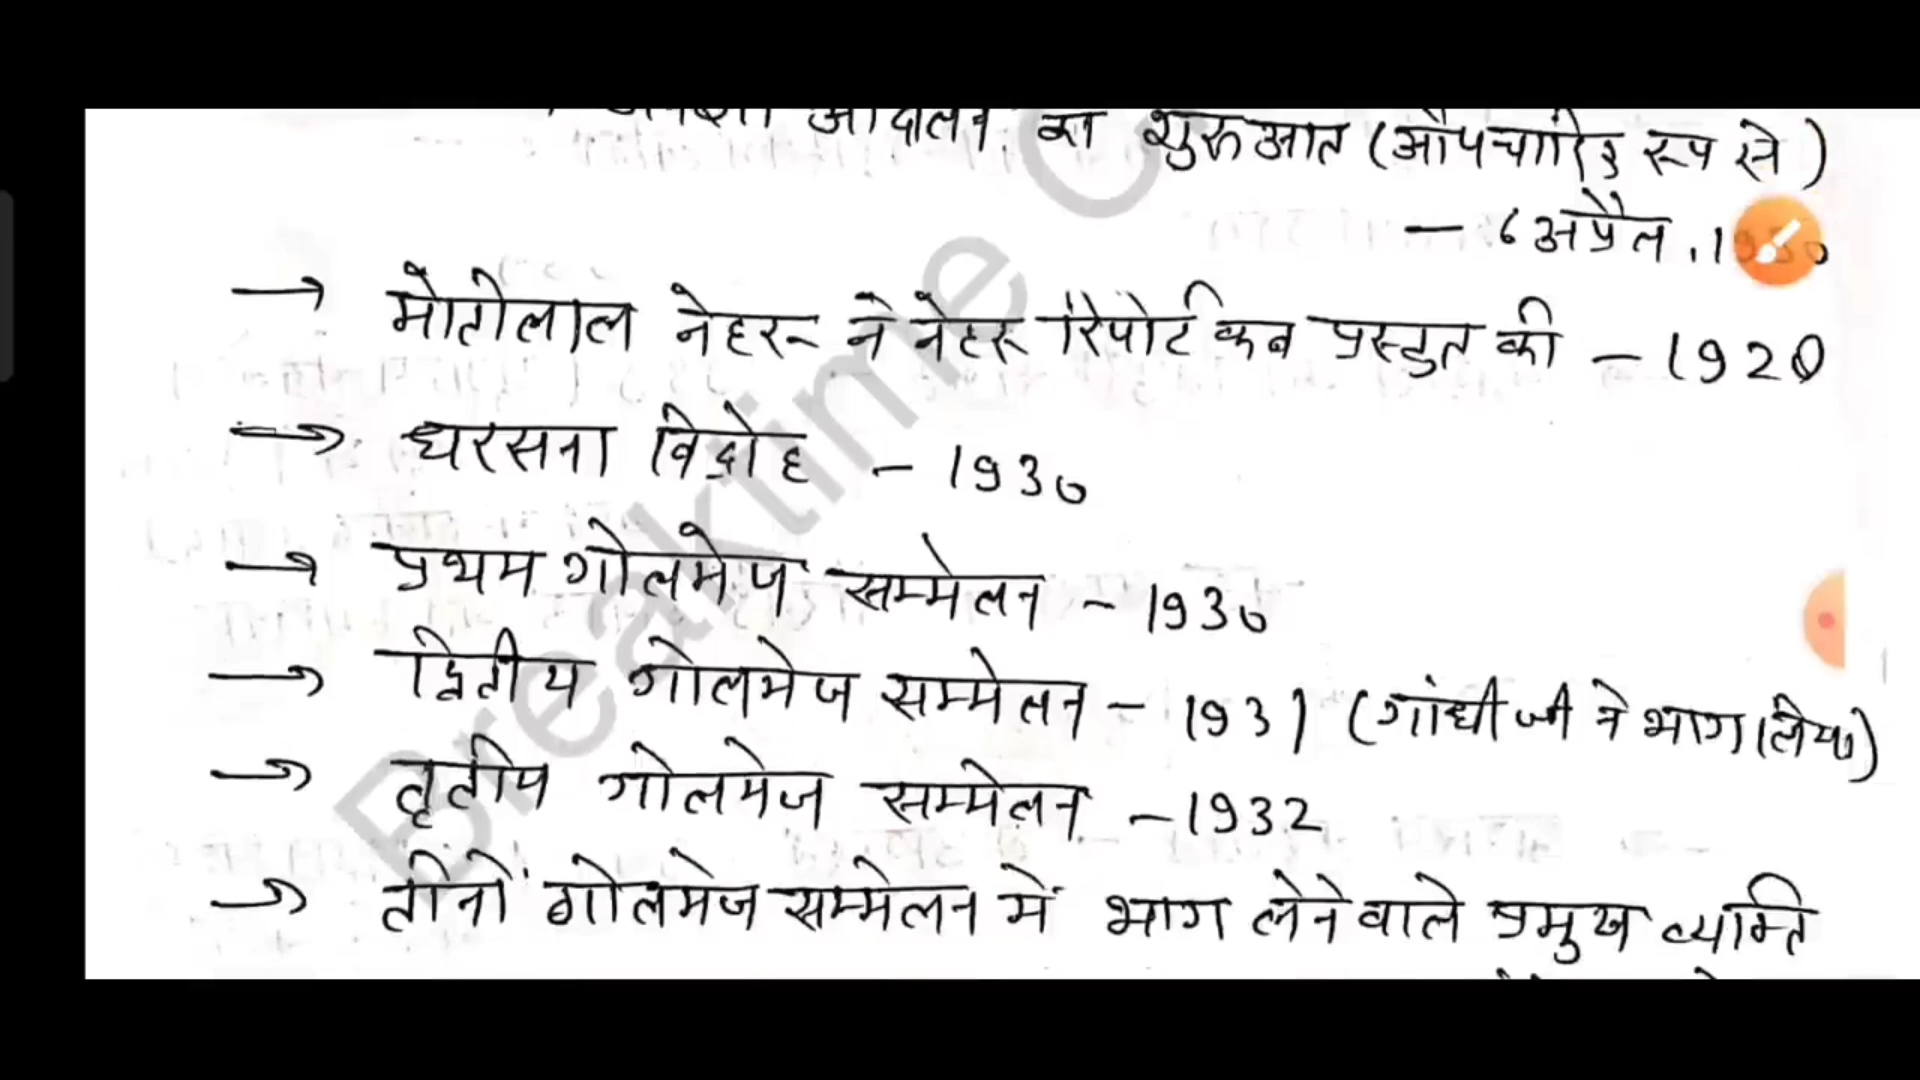 आंदोलन का शुरुआत (औपचारिक रूप से)
- 6 अप्रैल, 1930
→ मोतीलाल नेहरू ने नेहरू रिपोर्ट कब प्रस्तुत की - 1928
→ धरसना विद्रोह - 1930
→ प्रथम गोलमेज सम्मेलन - 1930
→ द्वितीय गोलमेज सम्मेलन - 1931 (गांधी जी ने भाग लिया)
→ तृतीय गोलमेज सम्मेलन - 1932
→ तीनों गोलमेज सम्मेलन में भाग लेने वाले प्रमुख व्यक्ति
Breaktime C